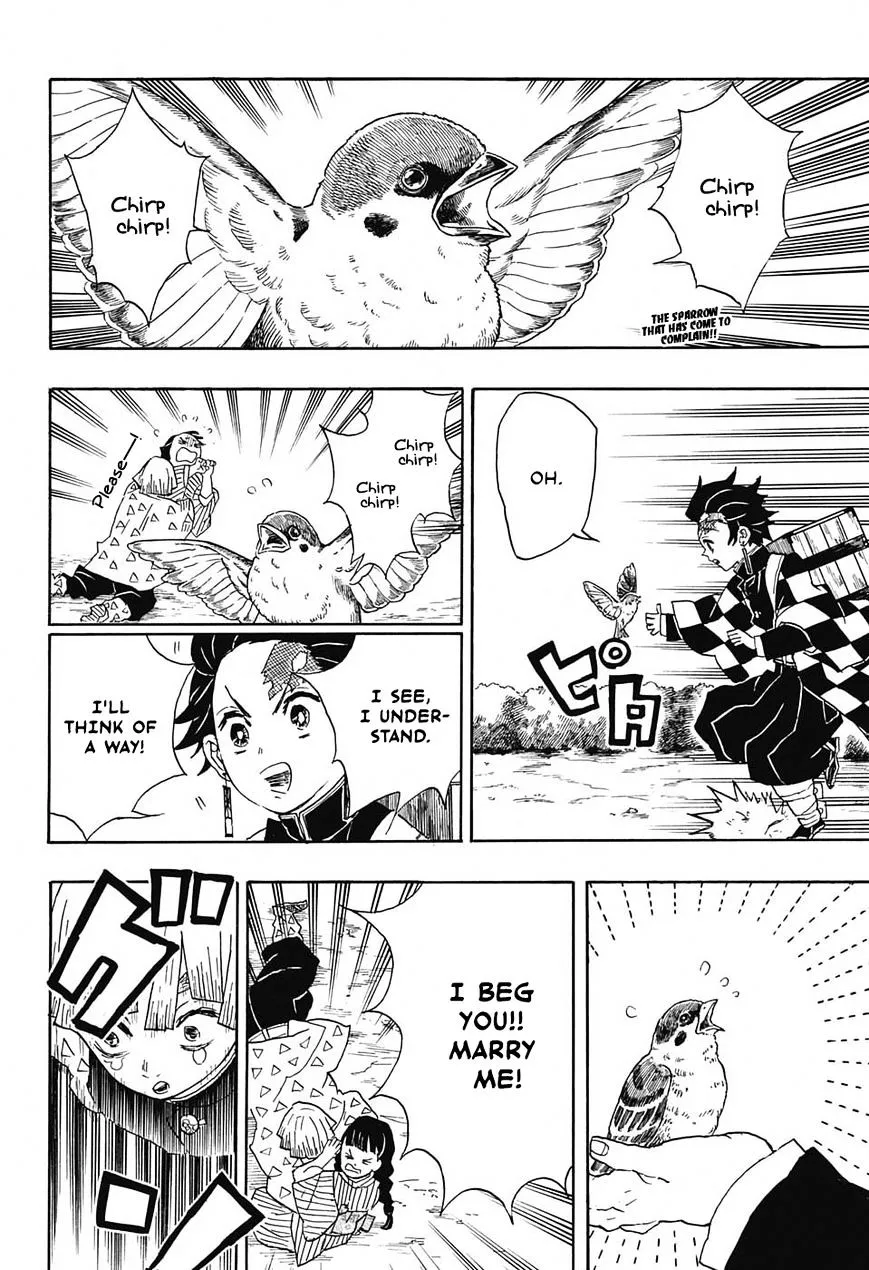 Chirp
chirp!
Chirp
chirp!
THE SPARROW
THAT HAS COME TO
COMPLAIN!!
OH.
ピタ
Chirp
chirp!
Chirp
chirp!
Please—
I SEE,
I UNDER-
STAND.
I'LL
THINK OF
A WAY!
I BEG
YOU!!
MARRY
ME!
グ゛ン